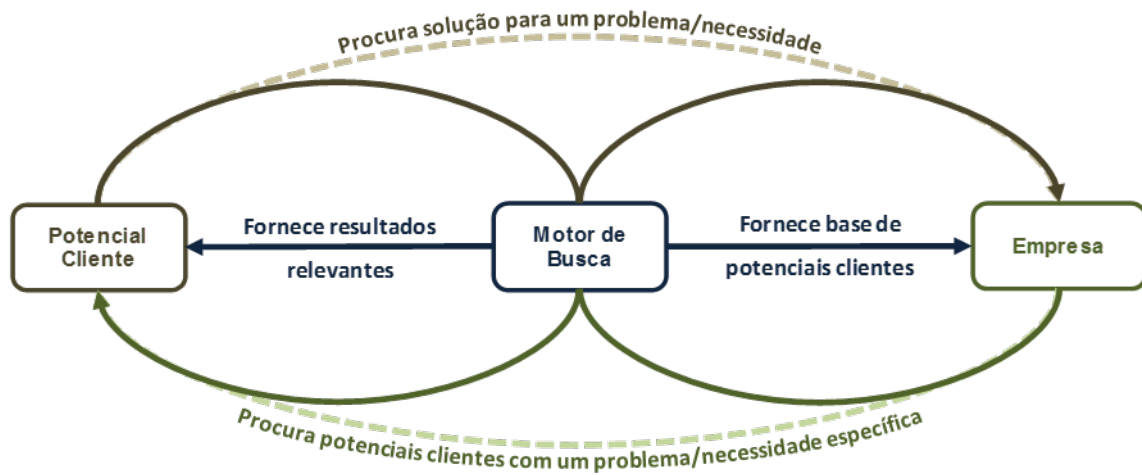 Procura solução para um problema/necessidade
Potencial
Cliente
Fornece resultados
relevantes
Motor de
Busca
Fornece base de
potenciais clientes
Empresa
Procura potenciais clientes com um problema/necessidade específica